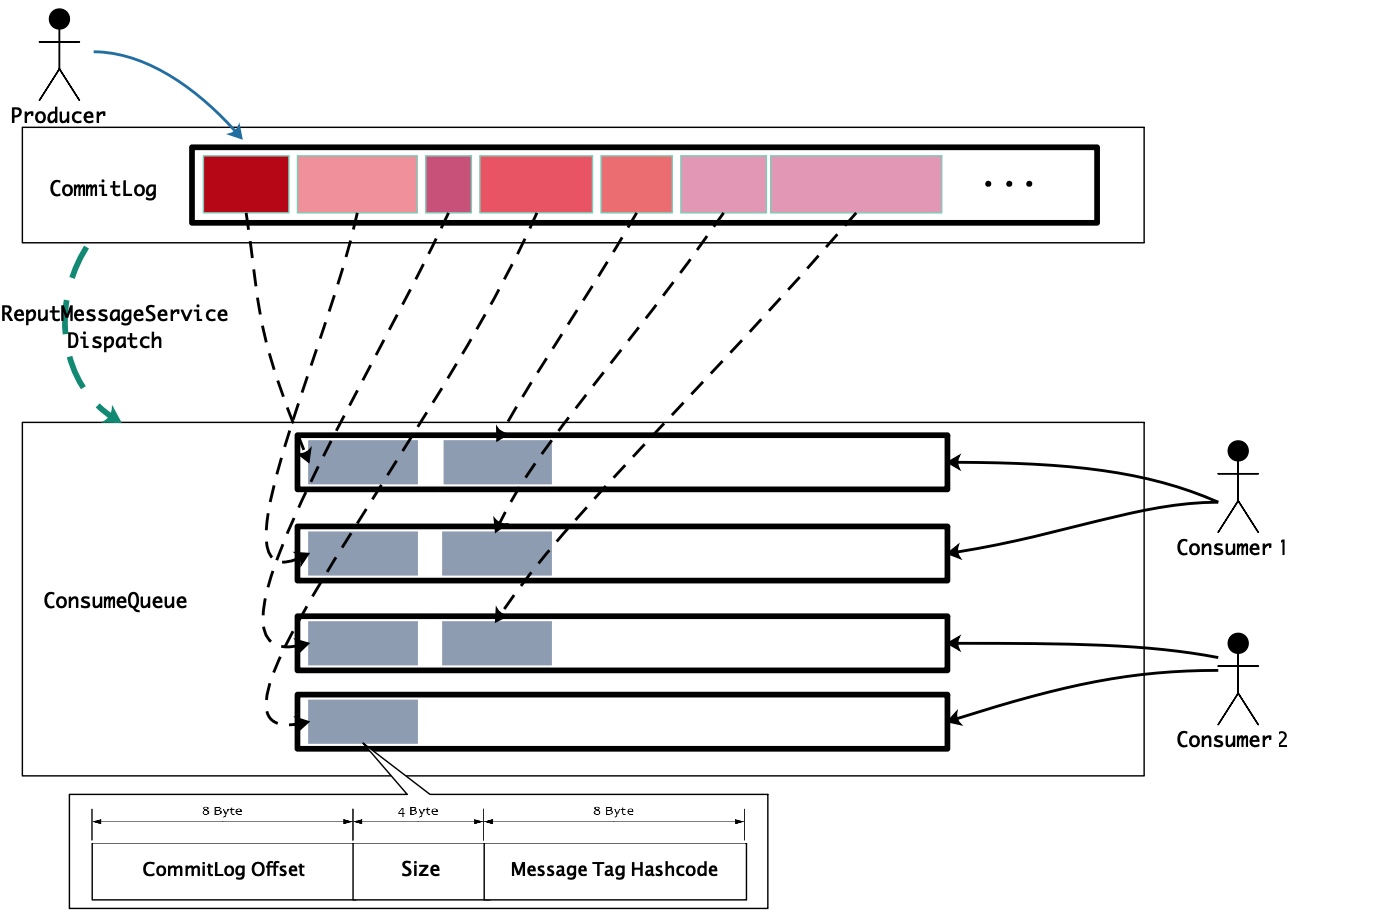 Producer
CommitLog
...
ReputMessageService
Dispatch
Consumer 1
ConsumeQueue
Consumer 2
8 Byte
4 Byte
8 Byte
CommitLog Offset
Size
Message Tag Hashcode